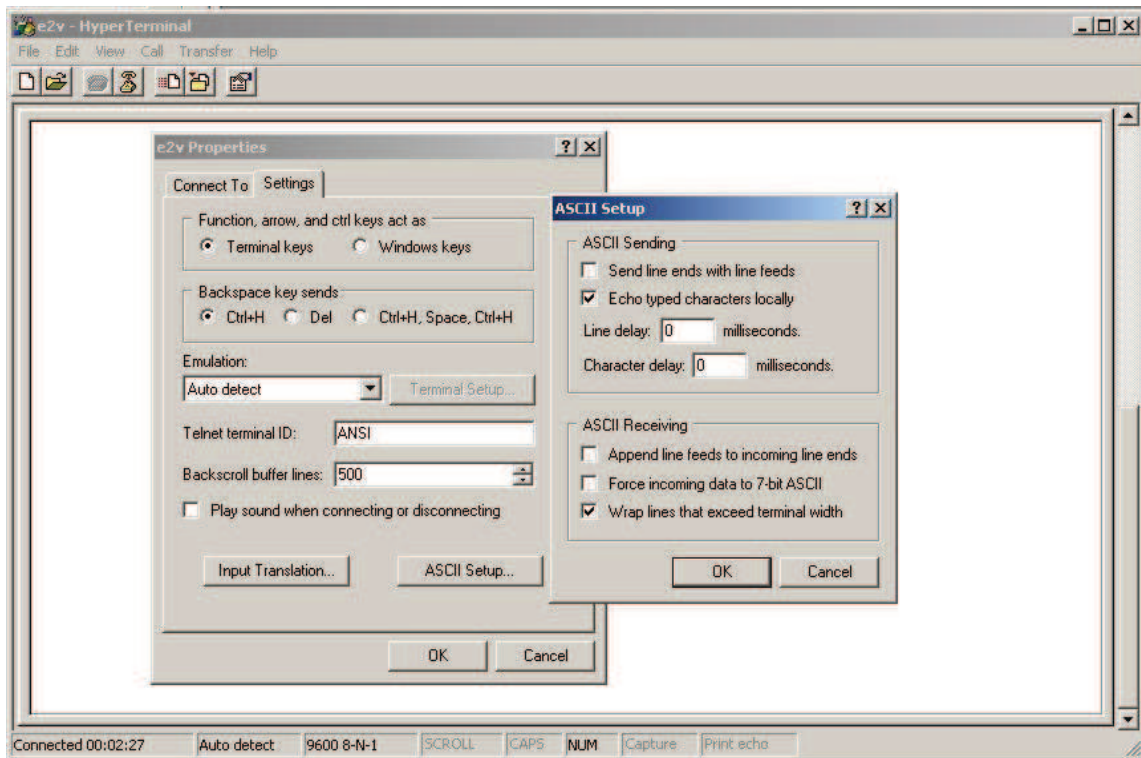 e2v - HyperTerminal
File Edit View Call Transfer Help
e2v Properties
Connect To Settings
Function, arrow, and ctrl keys act as
Terminal keys Windows keys
Backspace key sends
Ctrl+H Del Ctrl+H, Space, Ctrl+H
Emulation:
Auto detect Terminal Setup...
Telnet terminal ID: ANSI
Backscroll buffer lines: 500
Play sound when connecting or disconnecting
Input Translation... ASCII Setup...
OK Cancel
ASCII Setup
ASCII Sending
Send line ends with line feeds
Echo typed characters locally
Line delay: 0 milliseconds.
Character delay: 0 milliseconds.
ASCII Receiving
Append line feeds to incoming line ends
Force incoming data to 7-bit ASCII
Wrap lines that exceed terminal width
OK Cancel
Connected 00:02:27 Auto detect 9600 8-N-1 SCROLL CAPS NUM Capture Print echo